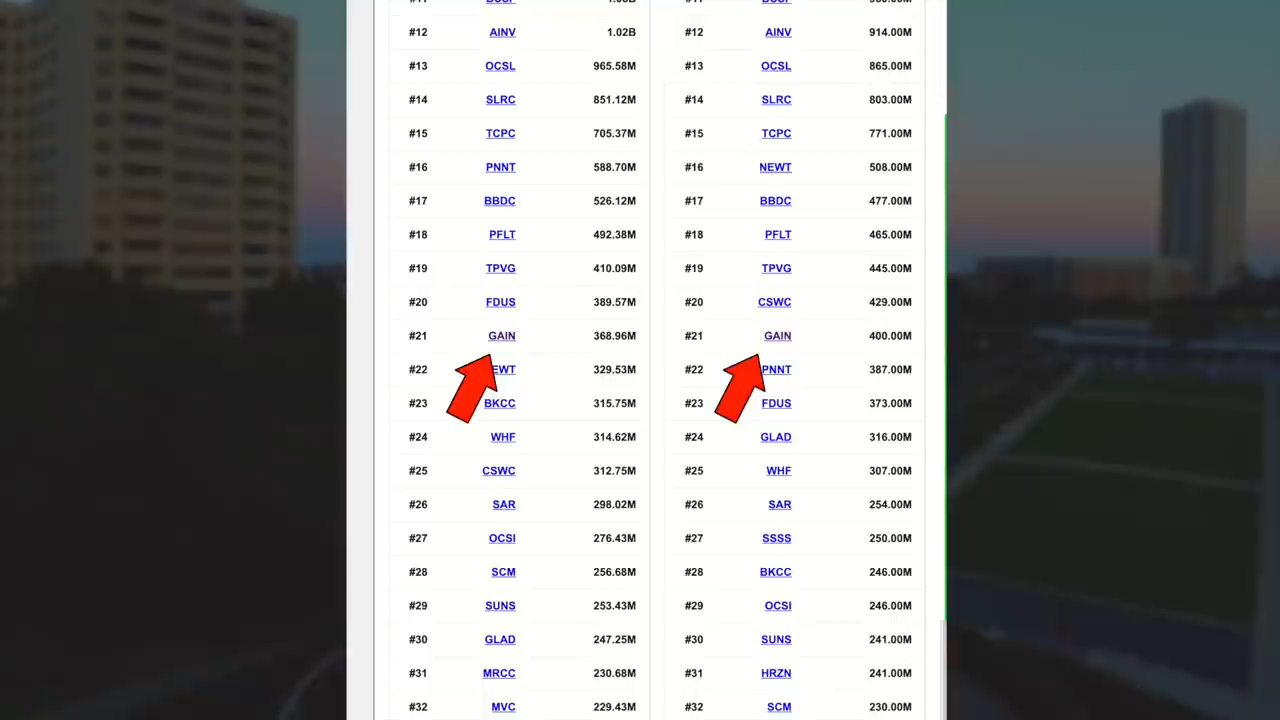 #12 AINV 1.02B #12 AINV 914.00M
#13 OCSL 965.58M #13 OCSL 865.00M
#14 SLRC 851.12M #14 SLRC 803.00M
#15 TCPC 705.37M #15 TCPC 771.00M
#16 PNNT 588.70M #16 NEWT 508.00M
#17 BBDC 526.12M #17 BBDC 477.00M
#18 PFLT 492.38M #18 PFLT 465.00M
#19 TPVG 410.09M #19 TPVG 445.00M
#20 FDUS 389.57M #20 CSWC 429.00M
#21 GAIN 368.96M #21 GAIN 400.00M
#22 EWT 329.53M #22 PNNT 387.00M
#23 BKCC 315.75M #23 FDUS 373.00M
#24 WHF 314.62M #24 GLAD 316.00M
#25 CSWC 312.75M #25 WHF 307.00M
#26 SAR 298.02M #26 SAR 254.00M
#27 OCSI 276.43M #27 SSSS 250.00M
#28 SCM 256.68M #28 BKCC 246.00M
#29 SUNS 253.43M #29 OCSI 246.00M
#30 GLAD 247.25M #30 SUNS 241.00M
#31 MRCC 230.68M #31 HRZN 241.00M
#32 MVC 229.43M #32 SCM 230.00M